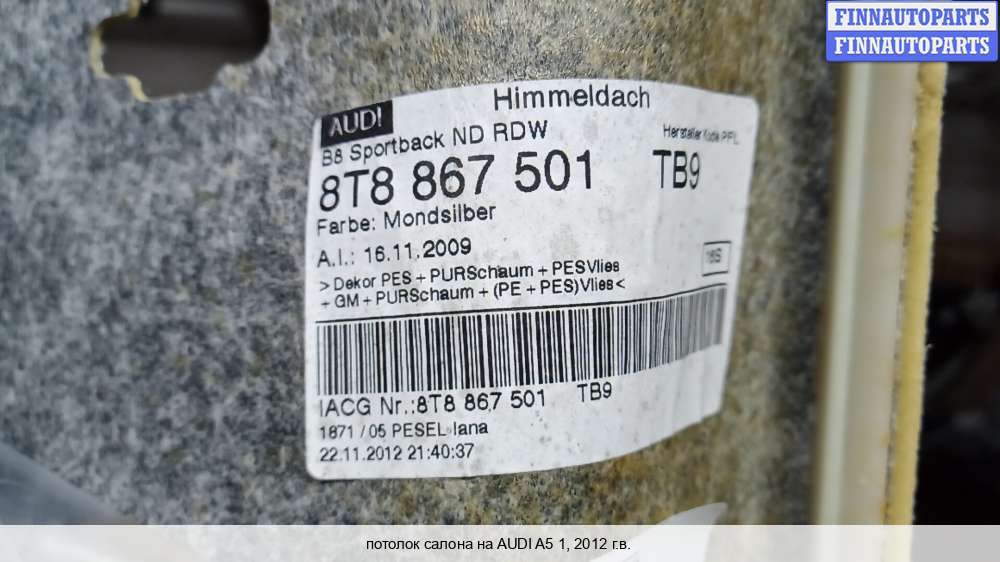 FINNAUTOPARTS
FINNAUTOPARTS
Himmeldach
AUDI
B8 Sportback ND RDW
Hersteller Kode PFL
8T8 867 501 TB9
Farbe: Mondsilber
A.I.: 16.11.2009
>Dekor PES + PURSchaum + PESVlies
+ GM + PURSchaum + (PE + PES)Vlies<
IACG Nr.:8T8 867 501 TB9
1871 / 05 PESEL-Iana
22.11.2012 21:40:37
потолок салона на AUDI A5 1, 2012 г.в.